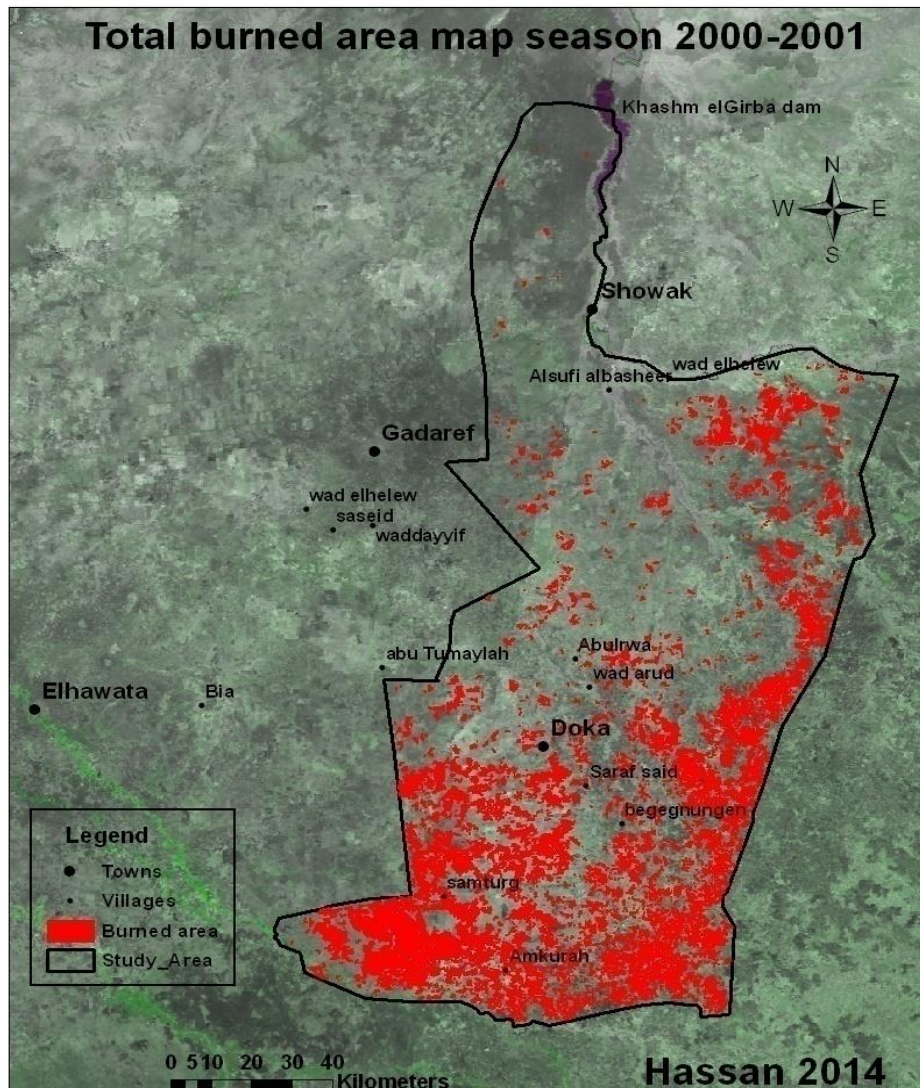 Total burned area map season 2000-2001
Khashm elGirba dam
N
W E
S
Showak
wad elhelew
Alsufi albasheer
Gadaref
wad elhelew
saseid
waddayyif
Abulrwa
abu Tumaylah
wad arud
Elhawata
Bia
Doka
Saraf said
begegnungen
Legend
Towns
Villages
Burned area
Study_Area
samturg
Amkurah
0 5 10 20 30 40
Kilometers
Hassan 2014